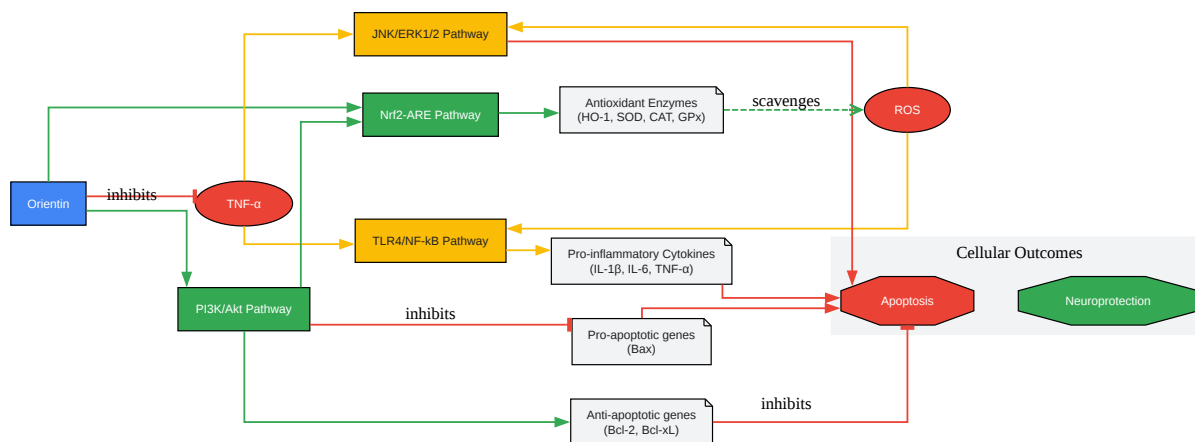 JNK/ERK1/2 Pathway
Antioxidant Enzymes
(HO-1, SOD, CAT, GPx)
scavenges
ROS
Nrf2-ARE Pathway
Orientin
inhibits
TNF-α
TLR4/NF-kB Pathway
Pro-inflammatory Cytokines
(IL-1β, IL-6, TNF-α)
Cellular Outcomes
Apoptosis
Neuroprotection
PI3K/Akt Pathway
inhibits
Pro-apoptotic genes
(Bax)
Anti-apoptotic genes
(Bcl-2, Bcl-xL)
inhibits